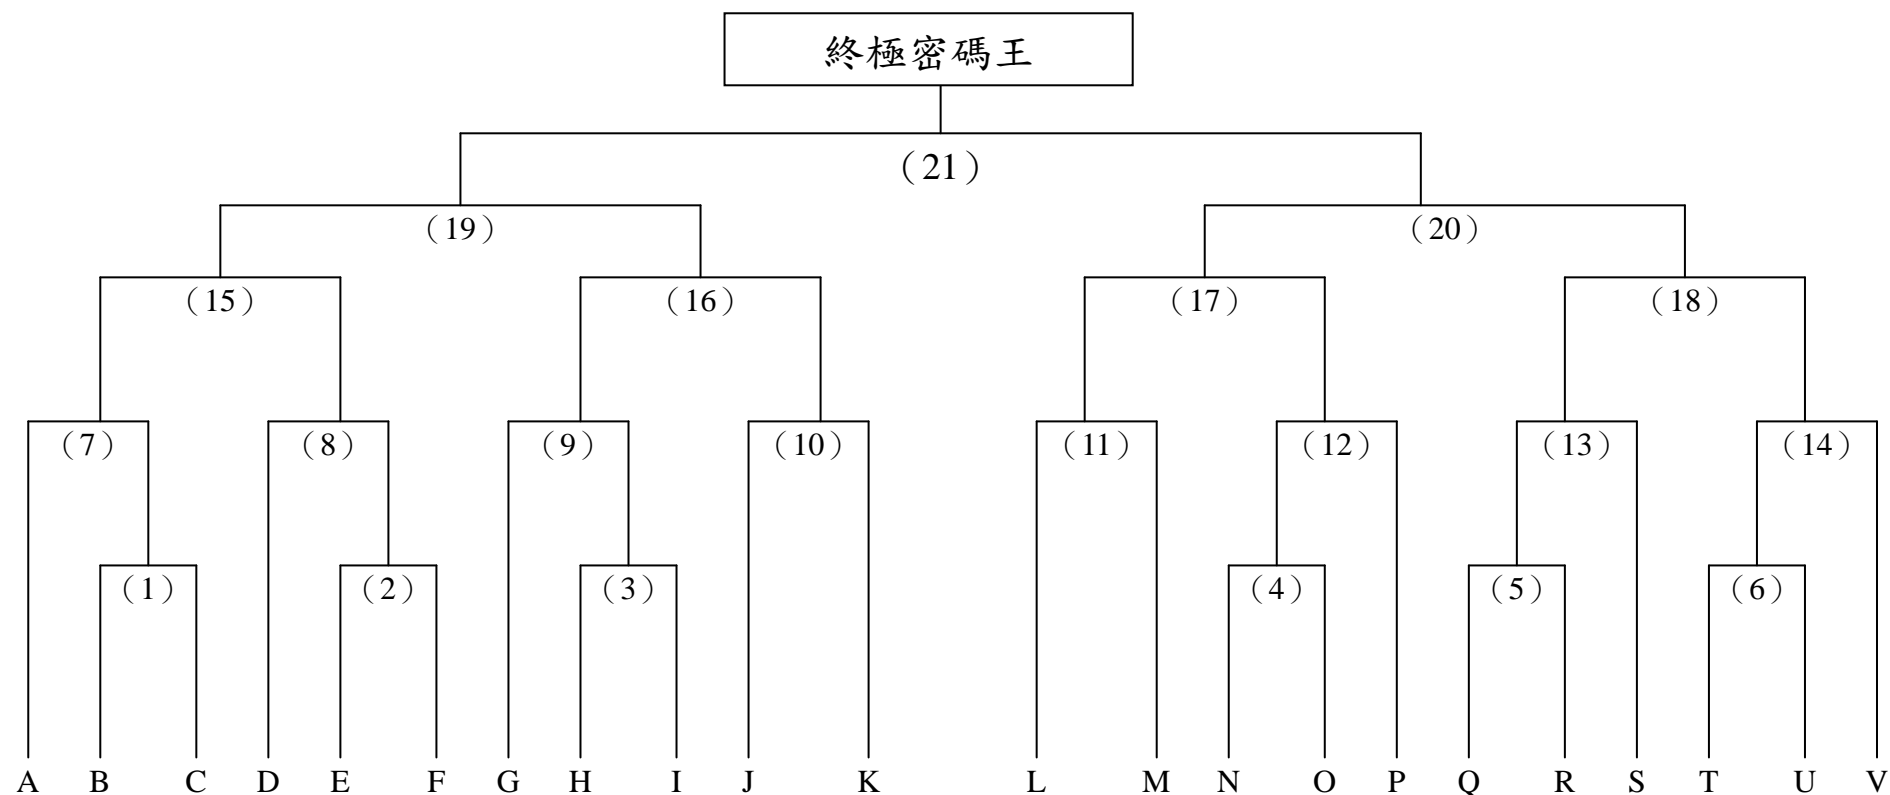 終極密碼王
（21）
（19） （20）
（15） （16） （17） （18）
（7） （8） （9） （10） （11） （12） （13） （14）
（1） （2） （3） （4） （5） （6）
A B C D E F G H I J K L M N O P Q R S T U V